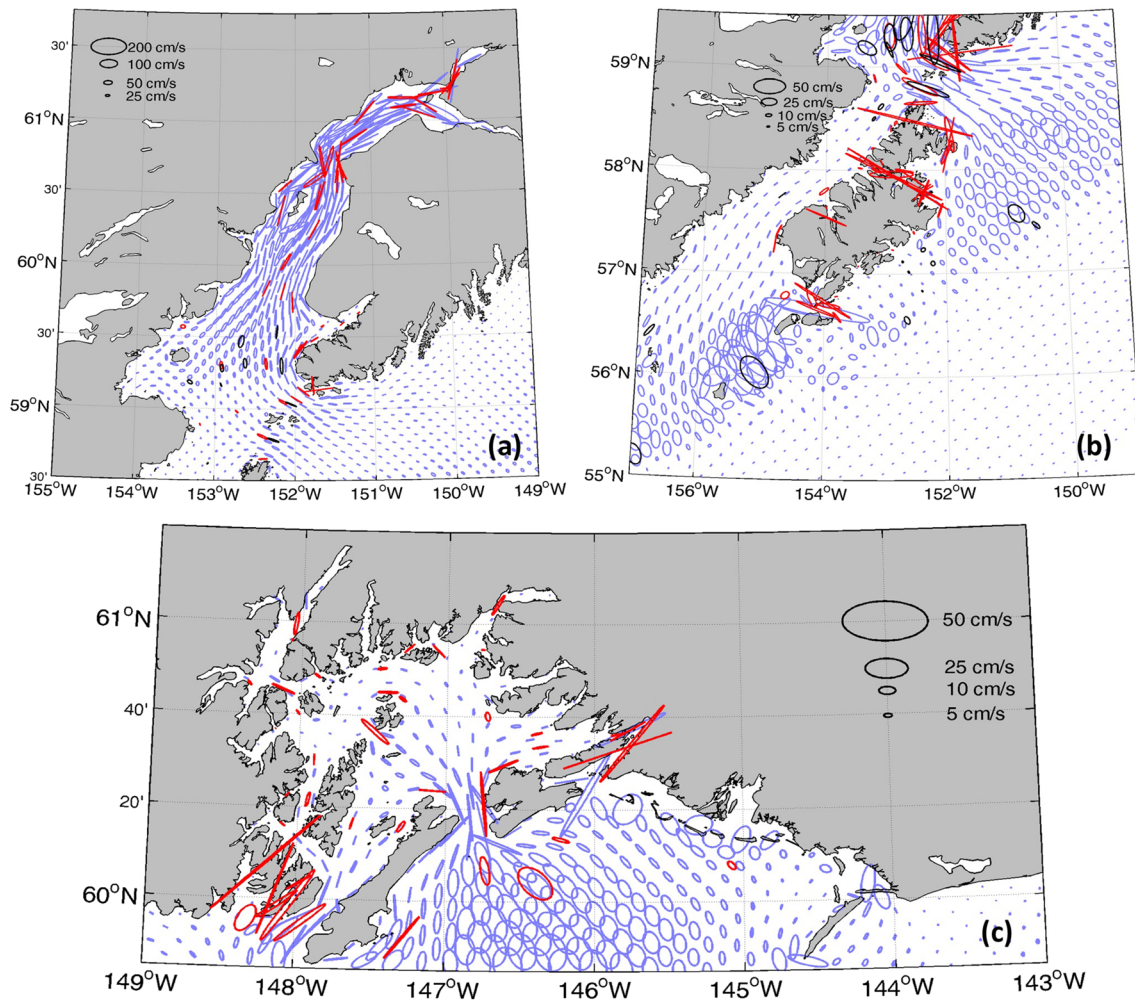 30'
200 cm/s
100 cm/s
50 cm/s
25 cm/s
61°N
30'
60°N
30'
59°N
30'
(a)
155°W 154°W 153°W 152°W 151°W 150°W 149°W
59°N
50 cm/s
25 cm/s
10 cm/s
5 cm/s
58°N
57°N
56°N
55°N
(b)
156°W 154°W 152°W 150°W
61°N
50 cm/s
25 cm/s
10 cm/s
5 cm/s
40'
20'
60°N
(c)
149°W 148°W 147°W 146°W 145°W 144°W 143°W